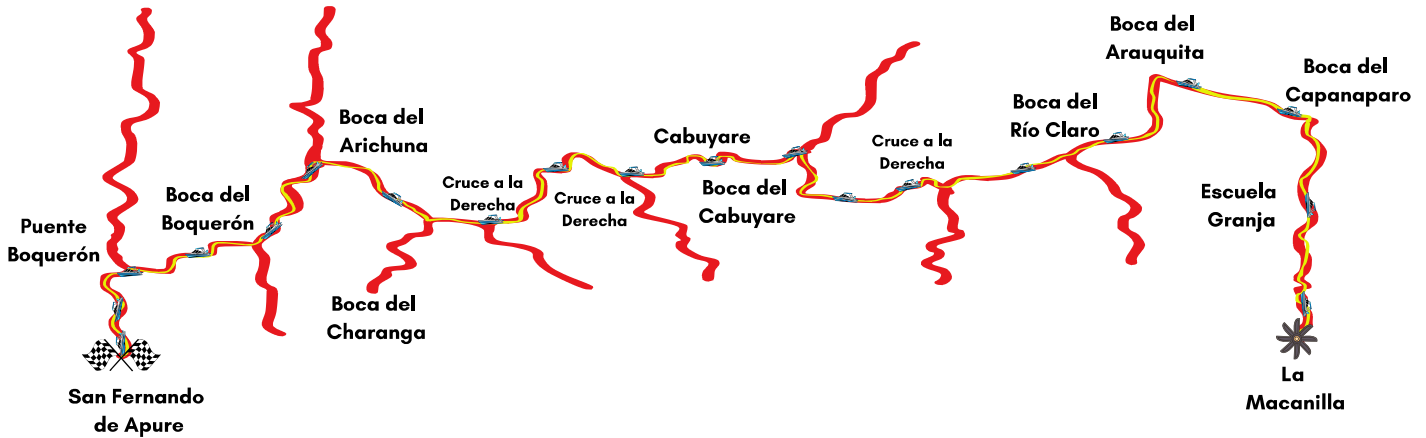 Puente
Boquerón
San Fernando
de Apure
Boca del
Boquerón
Boca del
Arichuna
Boca del
Charanga
Cruce a la
Derecha
Cruce a la
Derecha
Cabuyare
Boca del
Cabuyare
Cruce a la
Derecha
Boca del
Río Claro
Boca del
Arauquita
Boca del
Capanaparo
Escuela
Granja
La
Macanilla